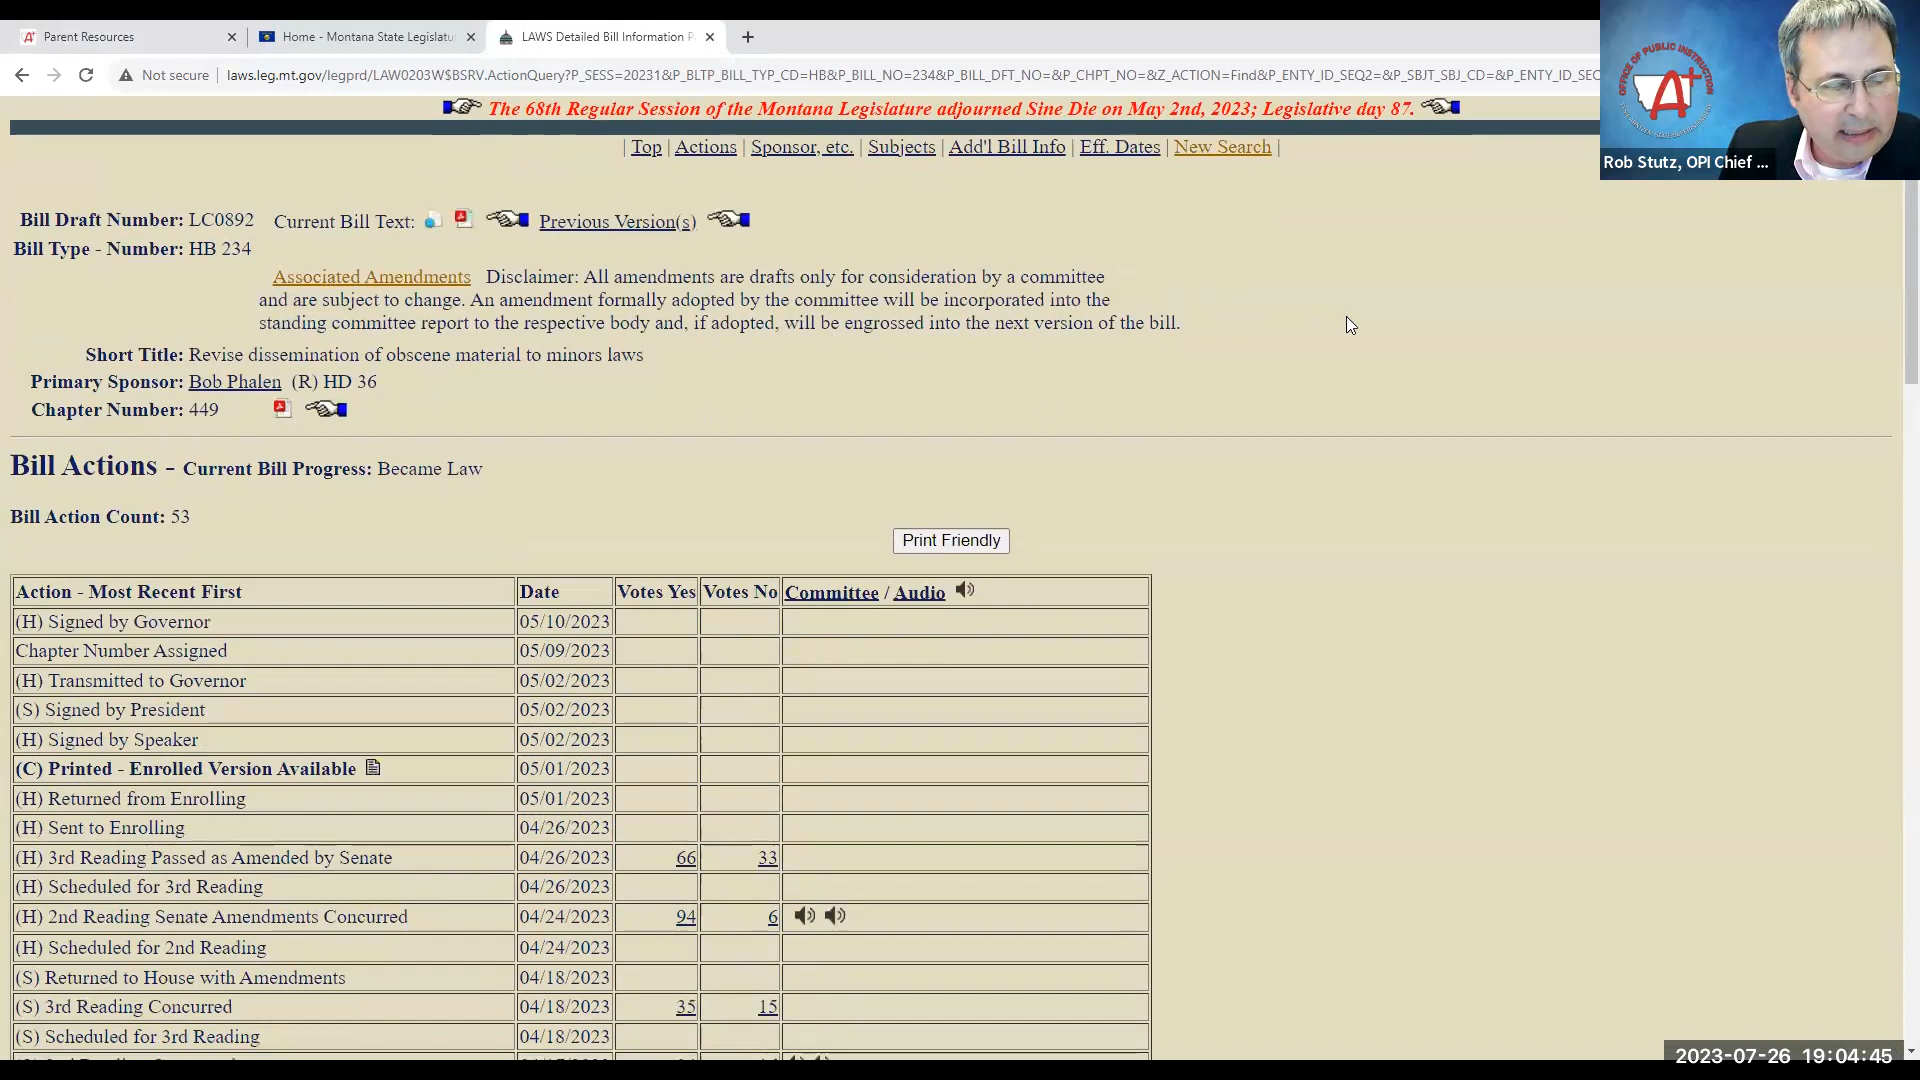 Parent Resources
Home - Montana State Legislatu
LAWS Detailed Bill Information P
Not secure
laws.leg.mt.gov/legprd/LAW0203W$BSRV.ActionQuery?P_SESS=20231&P_BLTP_BILL_TYP_CD=HB&P_BILL_NO=234&P_BILL_DFT_NO=&P_CHPT_NO=&Z_ACTION=Find&P_ENTY_ID_SEQ2=&P_SBJT_SBJ_CD=&P_ENTY_ID_SEQ
OFFICE OF PUBLIC INSTRUCTION
A+
Rob Stutz, OPI Chief ...
The 68th Regular Session of the Montana Legislature adjourned Sine Die on May 2nd, 2023; Legislative day 87.
| Top | Actions | Sponsor, etc. | Subjects | Add'l Bill Info | Eff. Dates | New Search |
Bill Draft Number: LC0892 Current Bill Text: Previous Version(s)
Bill Type - Number: HB 234
Associated Amendments Disclaimer: All amendments are drafts only for consideration by a committee
and are subject to change. An amendment formally adopted by the committee will be incorporated into the
standing committee report to the respective body and, if adopted, will be engrossed into the next version of the bill.
Short Title: Revise dissemination of obscene material to minors laws
Primary Sponsor: Bob Phalen (R) HD 36
Chapter Number: 449
Bill Actions - Current Bill Progress: Became Law
Bill Action Count: 53
Print Friendly
Action - Most Recent First Date Votes Yes Votes No Committee / Audio
(H) Signed by Governor 05/10/2023
Chapter Number Assigned 05/09/2023
(H) Transmitted to Governor 05/02/2023
(S) Signed by President 05/02/2023
(H) Signed by Speaker 05/02/2023
(C) Printed - Enrolled Version Available 05/01/2023
(H) Returned from Enrolling 05/01/2023
(H) Sent to Enrolling 04/26/2023
(H) 3rd Reading Passed as Amended by Senate 04/26/2023 66 33
(H) Scheduled for 3rd Reading 04/26/2023
(H) 2nd Reading Senate Amendments Concurred 04/24/2023 94 6
(H) Scheduled for 2nd Reading 04/24/2023
(S) Returned to House with Amendments 04/18/2023
(S) 3rd Reading Concurred 04/18/2023 35 15
(S) Scheduled for 3rd Reading 04/18/2023
2023-07-26 19:04:45